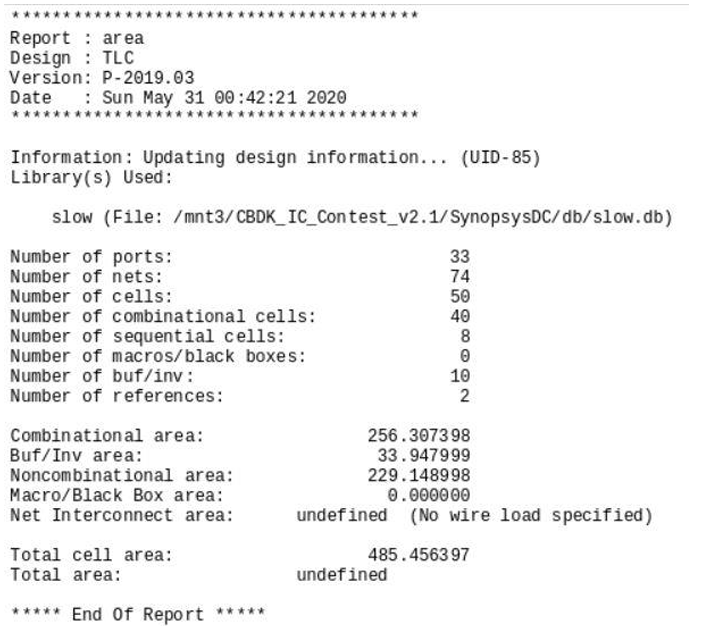 ****************************************
Report : area
Design : TLC
Version: P-2019.03
Date   : Sun May 31 00:42:21 2020
****************************************

Information: Updating design information... (UID-85)
Library(s) Used:

    slow (File: /mnt3/CBDK_IC_Contest_v2.1/SynopsysDC/db/slow.db)

Number of ports:                           33
Number of nets:                            74
Number of cells:                           50
Number of combinational cells:             40
Number of sequential cells:                 8
Number of macros/black boxes:               0
Number of buf/inv:                         10
Number of references:                       2

Combinational area:                256.307398
Buf/Inv area:                       33.947999
Noncombinational area:             229.148998
Macro/Black Box area:                0.000000
Net Interconnect area:      undefined  (No wire load specified)

Total cell area:                   485.456397
Total area:                 undefined

***** End Of Report *****